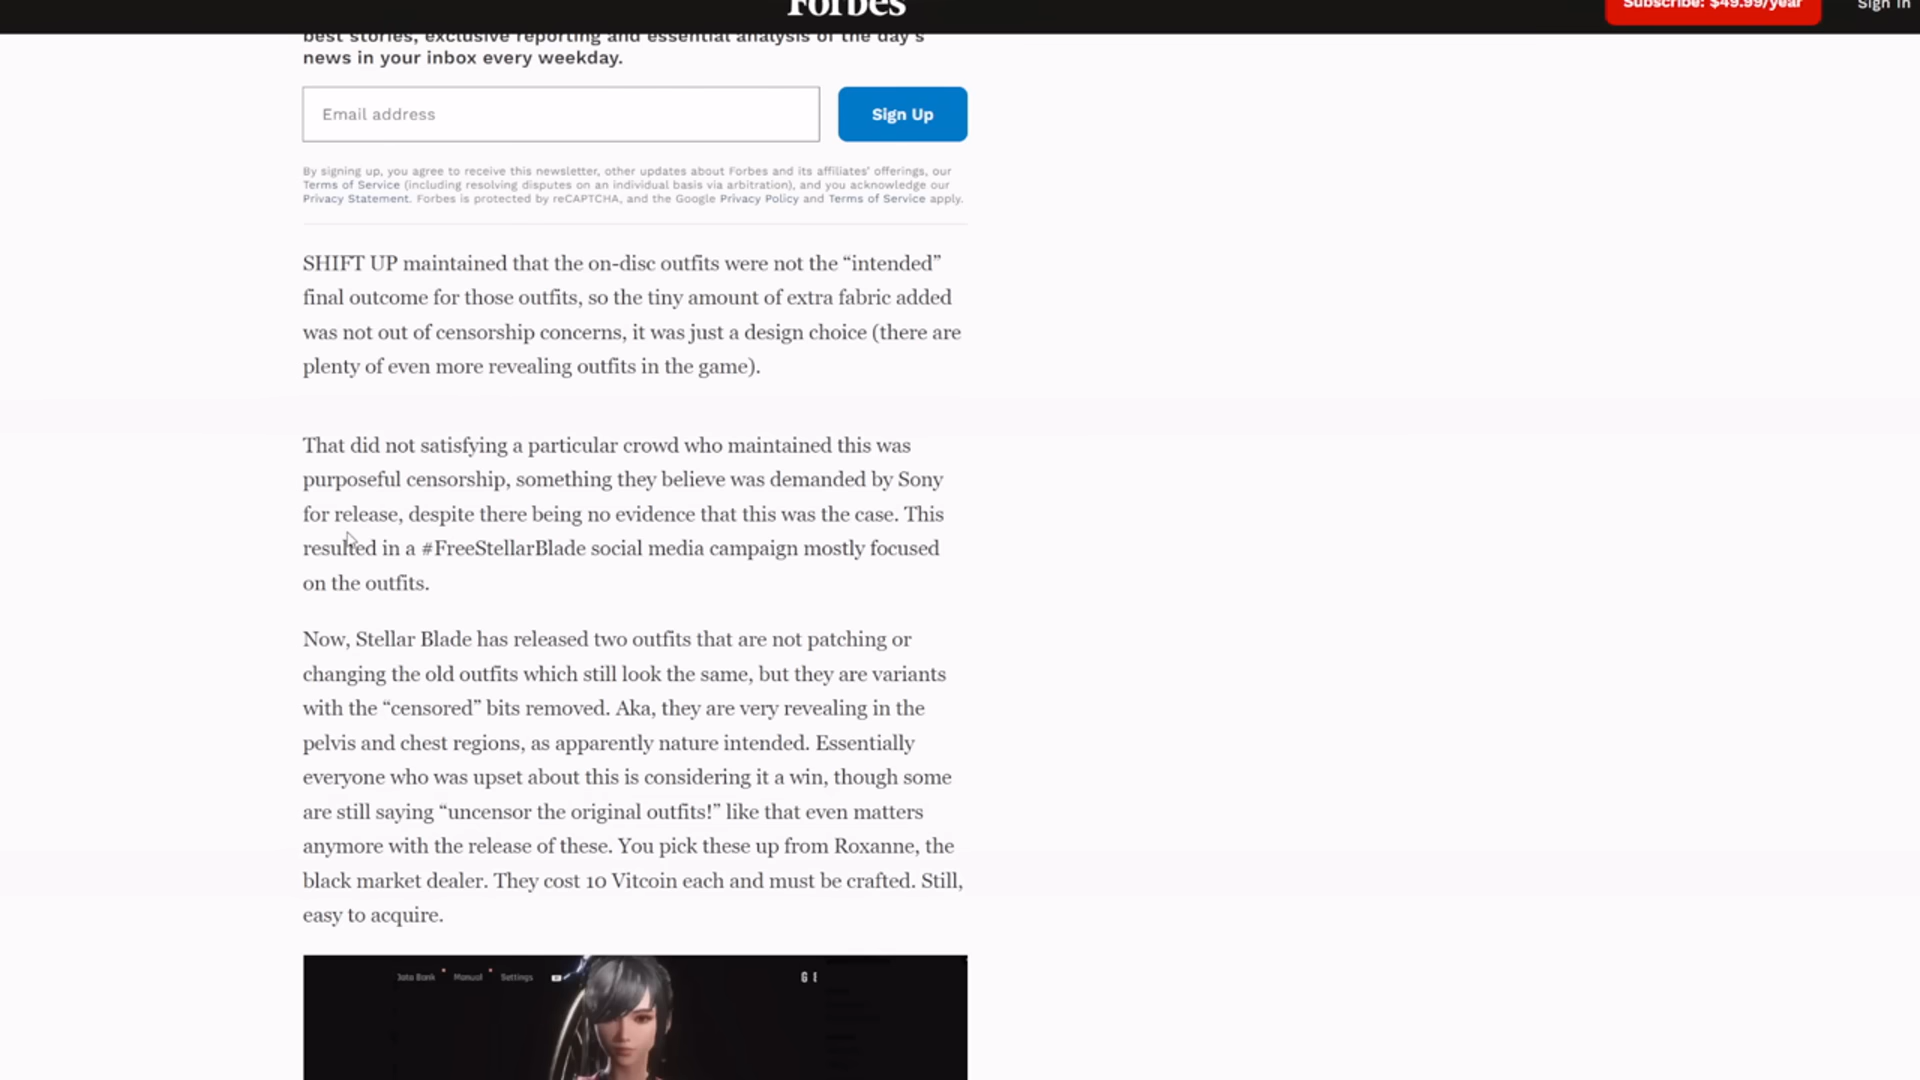 Forbes
Subscribe: $49.99/year
Sign In
best stories, exclusive reporting and essential analysis of the day's
news in your inbox every weekday.
Email address
Sign Up
By signing up, you agree to receive this newsletter, other updates about Forbes and its affiliates' offerings, our
Terms of Service (including resolving disputes on an individual basis via arbitration), and you acknowledge our
Privacy Statement. Forbes is protected by reCAPTCHA, and the Google Privacy Policy and Terms of Service apply.
SHIFT UP maintained that the on-disc outfits were not the “intended”
final outcome for those outfits, so the tiny amount of extra fabric added
was not out of censorship concerns, it was just a design choice (there are
plenty of even more revealing outfits in the game).
That did not satisfying a particular crowd who maintained this was
purposeful censorship, something they believe was demanded by Sony
for release, despite there being no evidence that this was the case. This
resulted in a #FreeStellarBlade social media campaign mostly focused
on the outfits.
Now, Stellar Blade has released two outfits that are not patching or
changing the old outfits which still look the same, but they are variants
with the “censored” bits removed. Aka, they are very revealing in the
pelvis and chest regions, as apparently nature intended. Essentially
everyone who was upset about this is considering it a win, though some
are still saying “uncensor the original outfits!” like that even matters
anymore with the release of these. You pick these up from Roxanne, the
black market dealer. They cost 10 Vitcoin each and must be crafted. Still,
easy to acquire.
Data Bank Manual Settings